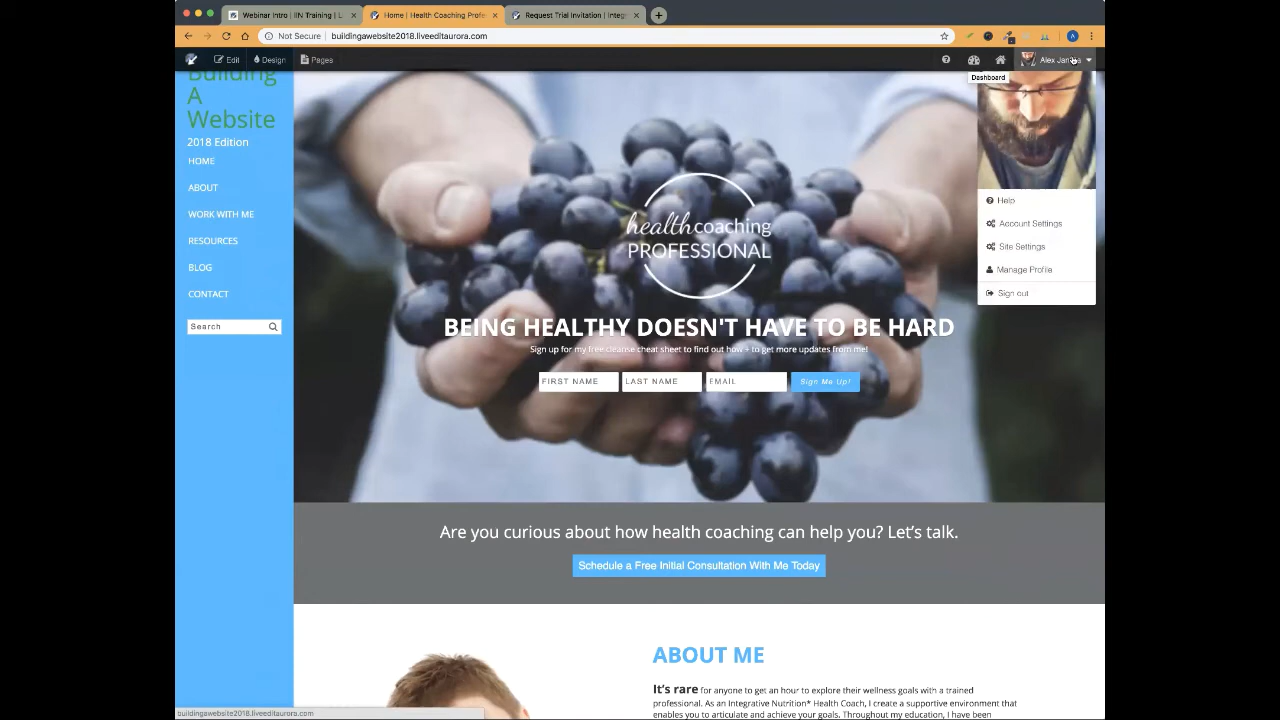 Webinar Intro | IIN Training | L
Home | Health Coaching Profes
Request Trial Invitation | Integ
Not Secure
buildingawebsite2018.liveeditaurora.com
Edit
Design
Pages
Dashboard
Building
A
Website
2018 Edition
HOME
ABOUT
WORK WITH ME
RESOURCES
BLOG
CONTACT
Search
Help
Account Settings
Site Settings
Manage Profile
Sign out
healthcoaching
PROFESSIONAL
BEING HEALTHY DOESN'T HAVE TO BE HARD
Sign up for my free cleanse cheat sheet to find out how + to get more updates from me!
FIRST NAME
LAST NAME
EMAIL
Sign Me Up!
Are you curious about how health coaching can help you? Let's talk.
Schedule a Free Initial Consultation With Me Today
ABOUT ME
It's rare for anyone to get an hour to explore their wellness goals with a trained
professional. As an Integrative Nutrition* Health Coach, I create a supportive environment that
enables you to articulate and achieve your goals. Throughout my education, I have been
buildingawebsite2018.liveeditaurora.com